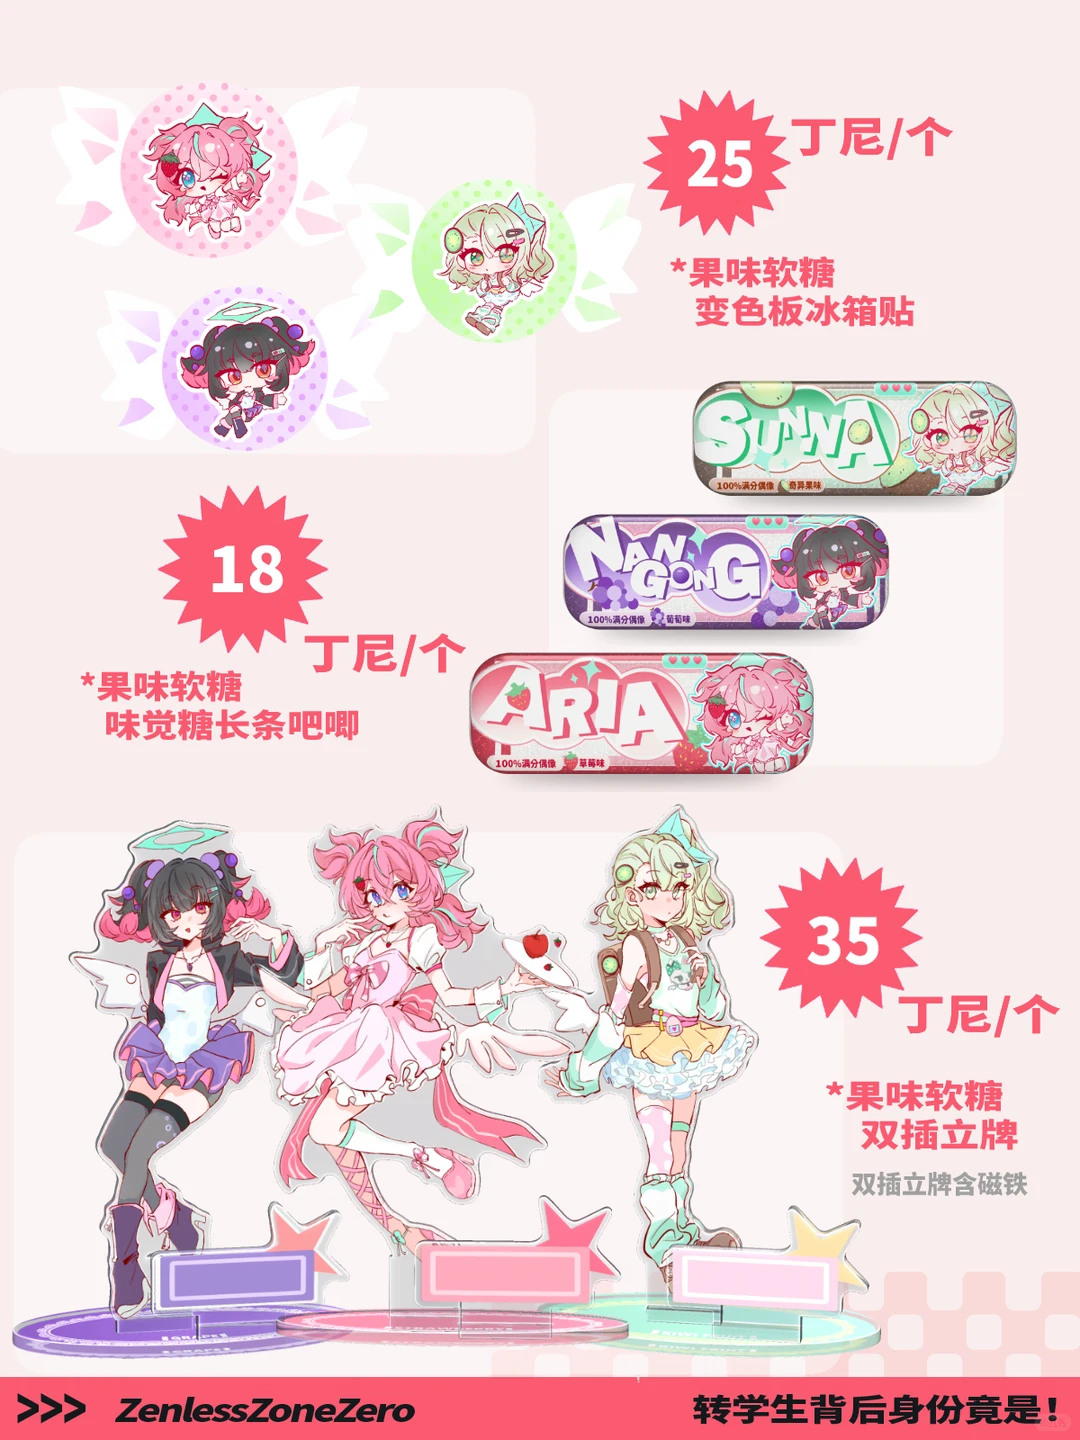 25 丁尼/个
*果味软糖
变色板冰箱贴
SUNNA
100%满分偶像 奇异果味
NANGONG
100%满分偶像 葡萄味
18
丁尼/个
*果味软糖
味觉糖长条吧唧
ARIA
100%满分偶像 草莓味
35
丁尼/个
*果味软糖
双插立牌
双插立牌含磁铁
>>> ZenlessZoneZero
转学生背后身份竟是!